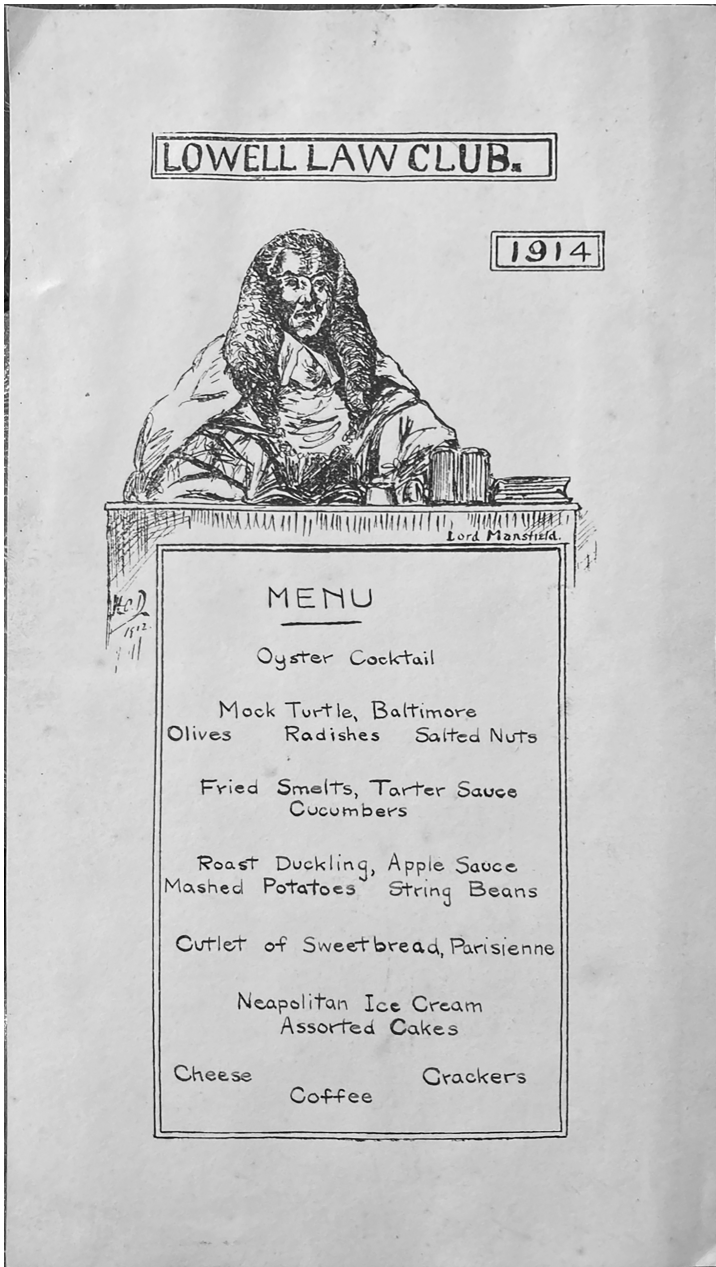 LOWELL LAW CLUB.
1914
Lord Mansfield.
H.C.D.
1912.
MENU
Oyster Cocktail
Mock Turtle, Baltimore
Olives Radishes Salted Nuts
Fried Smelts, Tarter Sauce
Cucumbers
Roast Duckling, Apple Sauce
Mashed Potatoes String Beans
Cutlet of Sweetbread, Parisienne
Neapolitan Ice Cream
Assorted Cakes
Cheese Crackers
Coffee